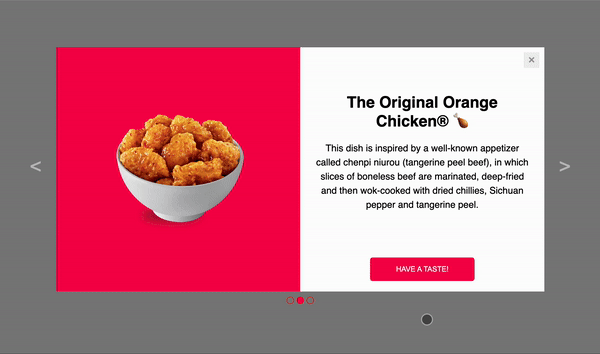 The Original Orange
Chicken® 🍗
This dish is inspired by a well-known appetizer
called chenpi niurou (tangerine peel beef), in which
slices of boneless beef are marinated, deep-fried
and then wok-cooked with dried chillies, Sichuan
pepper and tangerine peel.
HAVE A TASTE!